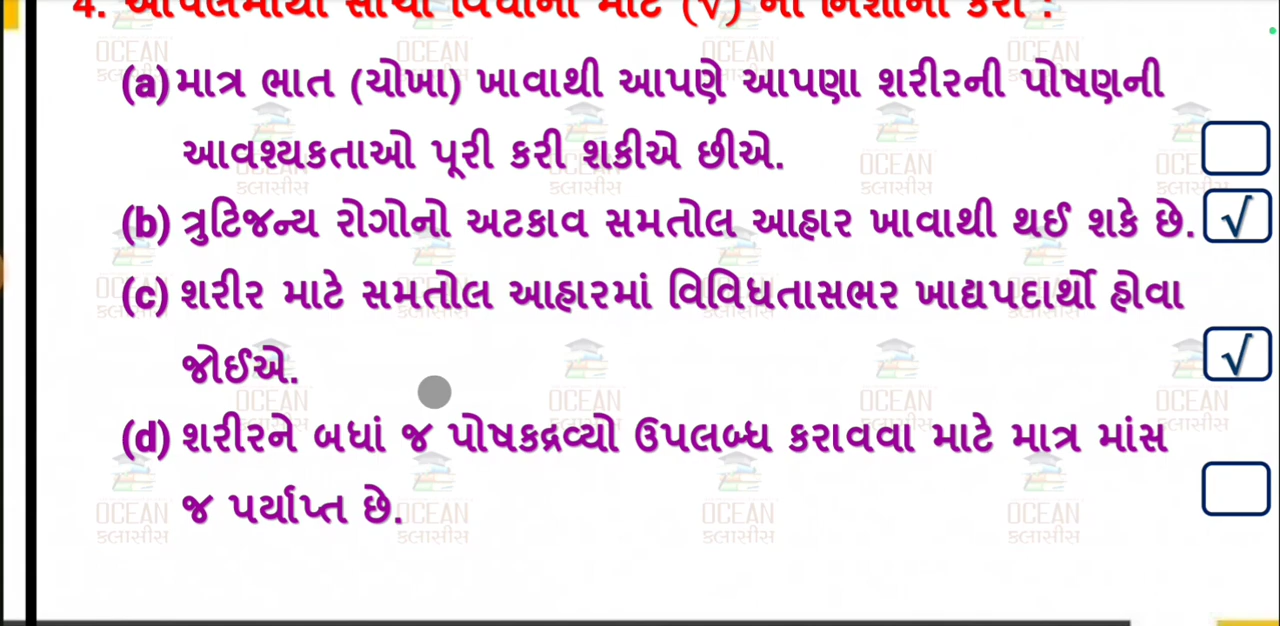 (a) માત્ર ભાત (ચોખા) ખાવાથી આપણે આપણા શરીરની પોષણની
આવશ્યકતાઓ પૂરી કરી શકીએ છીએ.
(b) ત્રુટિજન્ય રોગોનો અટકાવ સમતોલ આહાર ખાવાથી થઈ શકે છે. √
(c) શરીર માટે સમતોલ આહારમાં વિવિધતાસભર ખાદ્યપદાર્થો હોવા
જોઈએ. √
(d) શરીરને બધાં જ પોષકદ્રવ્યો ઉપલબ્ધ કરાવવા માટે માત્ર માંસ
જ પર્યાપ્ત છે.
OCEAN
ક્લાસીસ